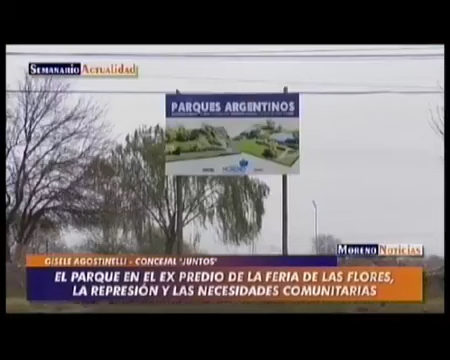 Semanario Actualidad
PARQUES ARGENTINOS
MORENO
Moreno Noticias
GISELE AGOSTINELLI - CONCEJAL "JUNTOS"
EL PARQUE EN EL EX PREDIO DE LA FERIA DE LAS FLORES,
LA REPRESIÓN Y LAS NECESIDADES COMUNITARIAS